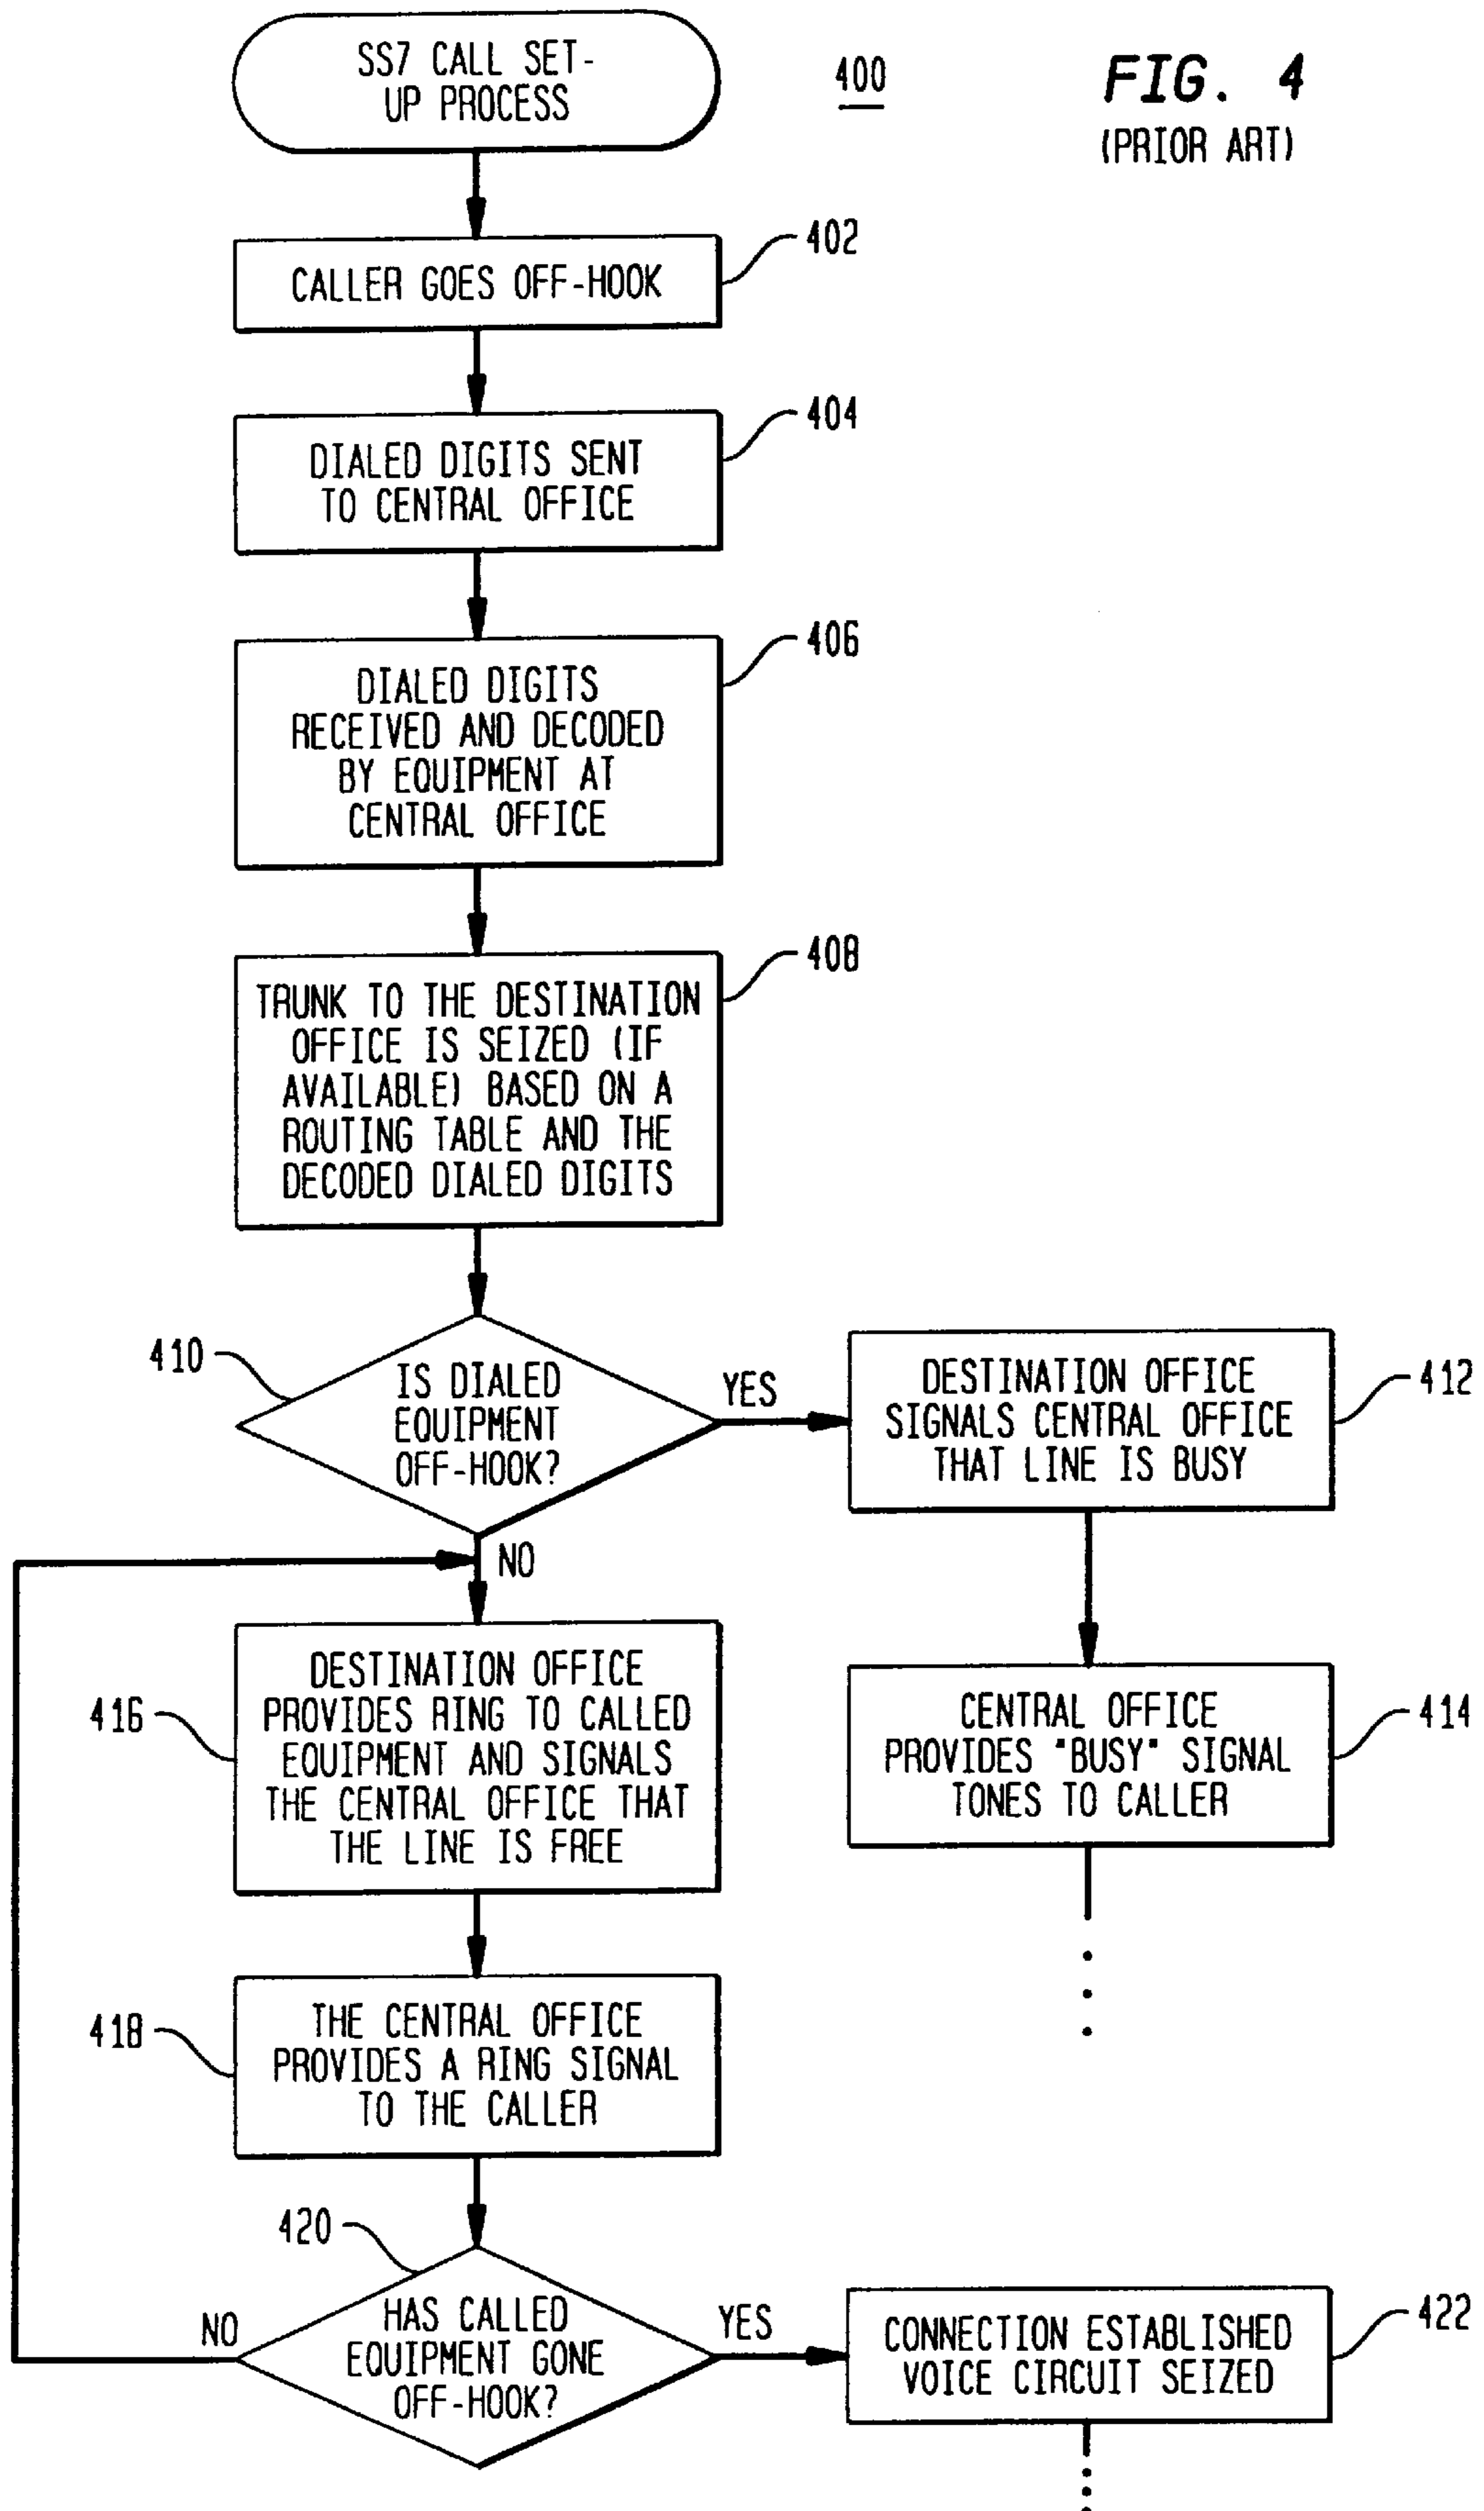 SS7 CALL SET-
UP PROCESS
400
FIG. 4
(PRIOR ART)
402
CALLER GOES OFF-HOOK
404
DIALED DIGITS SENT
TO CENTRAL OFFICE
406
DIALED DIGITS
RECEIVED AND DECODED
BY EQUIPMENT AT
CENTRAL OFFICE
408
TRUNK TO THE DESTINATION
OFFICE IS SEIZED (IF
AVAILABLE) BASED ON A
ROUTING TABLE AND THE
DECODED DIALED DIGITS
410
IS DIALED
EQUIPMENT
OFF-HOOK?
YES
DESTINATION OFFICE
SIGNALS CENTRAL OFFICE
THAT LINE IS BUSY
412
NO
416
DESTINATION OFFICE
PROVIDES RING TO CALLED
EQUIPMENT AND SIGNALS
THE CENTRAL OFFICE THAT
THE LINE IS FREE
CENTRAL OFFICE
PROVIDES "BUSY" SIGNAL
TONES TO CALLER
414
418
THE CENTRAL OFFICE
PROVIDES A RING SIGNAL
TO THE CALLER
420
HAS CALLED
EQUIPMENT GONE
OFF-HOOK?
NO
YES
CONNECTION ESTABLISHED
VOICE CIRCUIT SEIZED
422